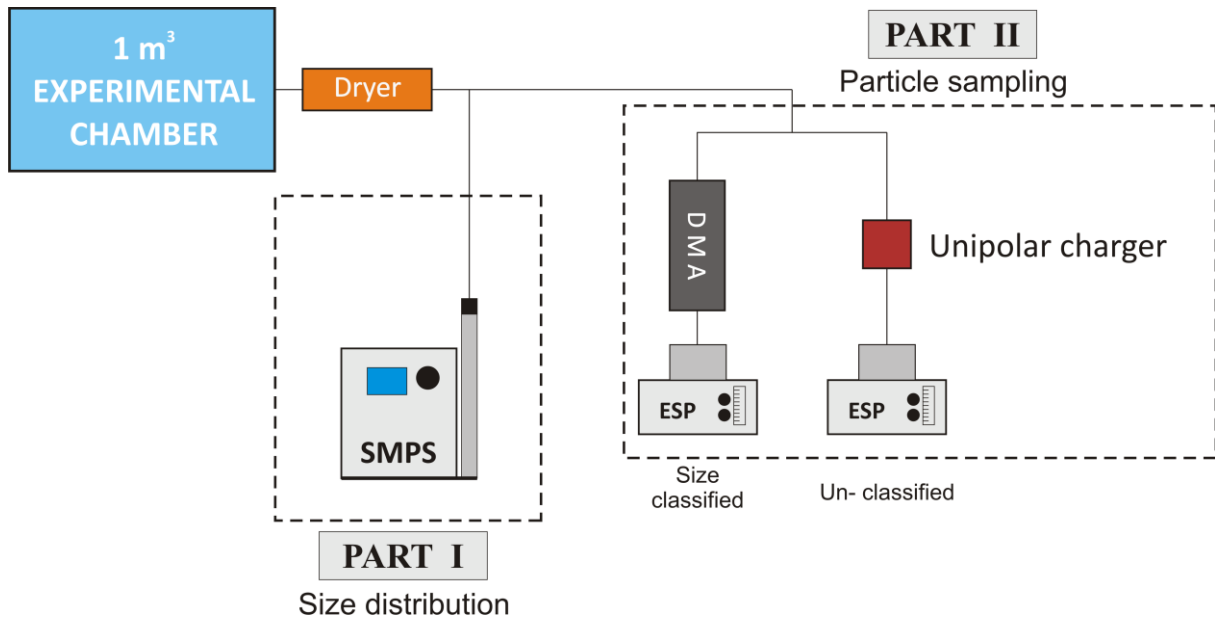 1 m³
EXPERIMENTAL
CHAMBER
Dryer
PART II
Particle sampling
DMA
Unipolar charger
SMPS
ESP
ESP
Size
classified
Un- classified
PART I
Size distribution